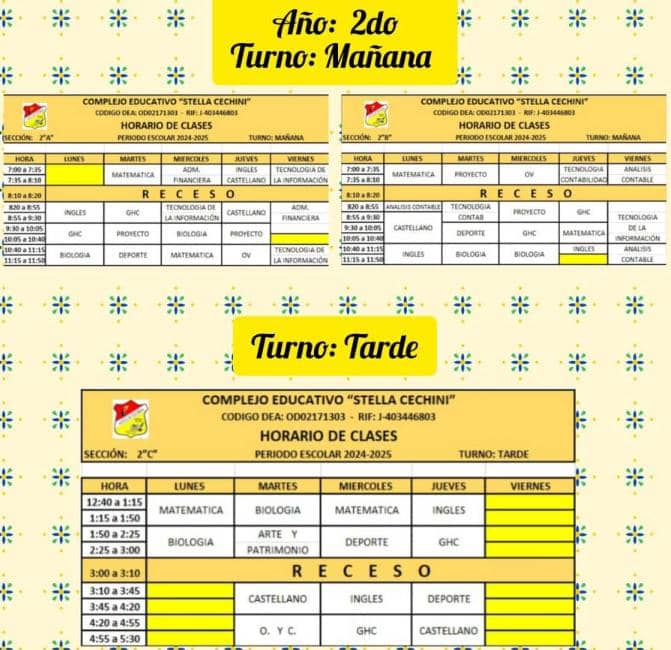 Año: 2do
Turno: Mañana
COMPLEJO EDUCATIVO "STELLA CECHINI"
CODIGO DEA: OD02171303 - RIF: J-403446803
HORARIO DE CLASES
SECCIÓN: 2"A" PERIODO ESCOLAR 2024-2025 TURNO: MAÑANA
HORA LUNES MARTES MIERCOLES JUEVES VIERNES
7:00 a 7:35 MATEMATICA ADM. INGLES TECNOLOGIA DE
7:35 a 8:10 FINANCIERA CASTELLANO LA INFORMACIÓN
8:10 a 8:20 R E C E S O
820 a 8:55 INGLES GHC TECNOLOGIA DE CASTELLANO ADM.
8:55 a 9:30 LA INFORMACIÓN FINANCIERA
9:30 a 10:05 GHC PROYECTO BIOLOGIA PROYECTO
10:05 a 10:40
10:40 a 11:15 BIOLOGIA DEPORTE MATEMATICA OV TECNOLOGIA DE
11:15 a 11:50 LA INFORMACIÓN
COMPLEJO EDUCATIVO "STELLA CECHINI"
CODIGO DEA: OD02171303 - RIF: J-403446803
HORARIO DE CLASES
SECCIÓN: 2"B" PERIODO ESCOLAR 2024-2025 TURNO: MAÑANA
HORA LUNES MARTES MIERCOLES JUEVES VIERNES
7:00 a 7:35 MATEMATICA PROYECTO OV TECNOLOGIA ANALISIS
7:35 a 8:10 CONTABILIDAD CONTABLE
8:10 a 8:20 R E C E S O
820 a 8:55 ANALISIS CONTABLE TECNOLOGIA PROYECTO GHC TECNOLOGIA
8:55 a 9:30 CONTAB DE LA
9:30 a 10:05 CASTELLANO DEPORTE GHC MATEMATICA INFORMACIÓN
10:05 a 10:40
10:40 a 11:15 INGLES BIOLOGIA BIOLOGIA INGLES ANALISIS
11:15 a 11:50 CONTABLE
Turno: Tarde
COMPLEJO EDUCATIVO "STELLA CECHINI"
CODIGO DEA: OD02171303 - RIF: J-403446803
HORARIO DE CLASES
SECCIÓN: 2"C" PERIODO ESCOLAR 2024-2025 TURNO: TARDE
HORA LUNES MARTES MIERCOLES JUEVES VIERNES
12:40 a 1:15 MATEMATICA BIOLOGIA MATEMATICA INGLES
1:15 a 1:50
1:50 a 2:25 BIOLOGIA ARTE Y DEPORTE GHC
2:25 a 3:00 PATRIMONIO
3:00 a 3:10 R E C E S O
3:10 a 3:45 CASTELLANO INGLES DEPORTE
3:45 a 4:20
4:20 a 4:55 O. Y C. GHC CASTELLANO
4:55 a 5:30